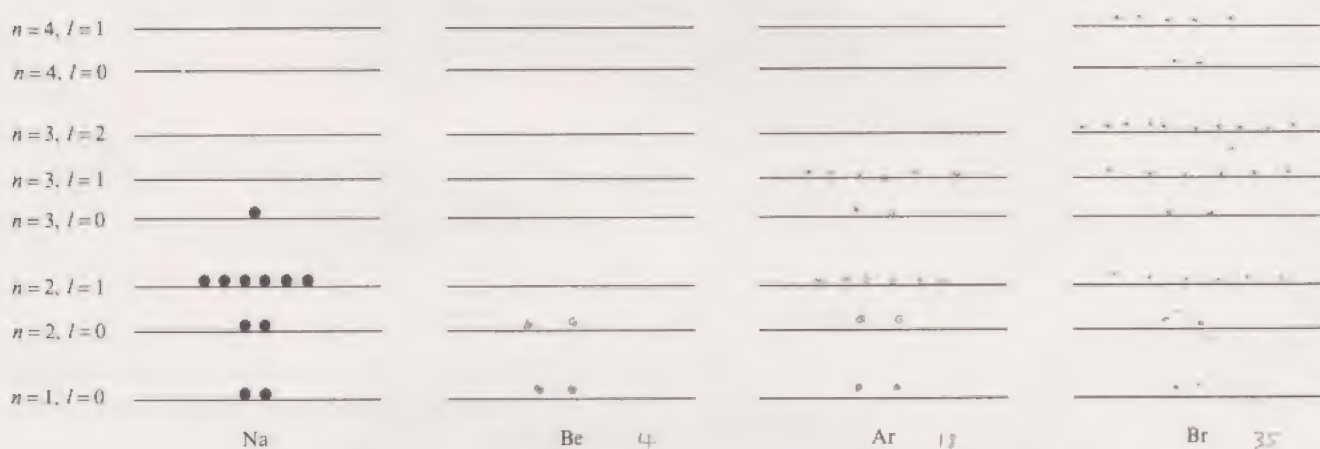 n = 4, l = 1
n = 4, l = 0
n = 3, l = 2
n = 3, l = 1
n = 3, l = 0
n = 2, l = 1
n = 2, l = 0
n = 1, l = 0
Na Be 4 Ar 18 Br 35